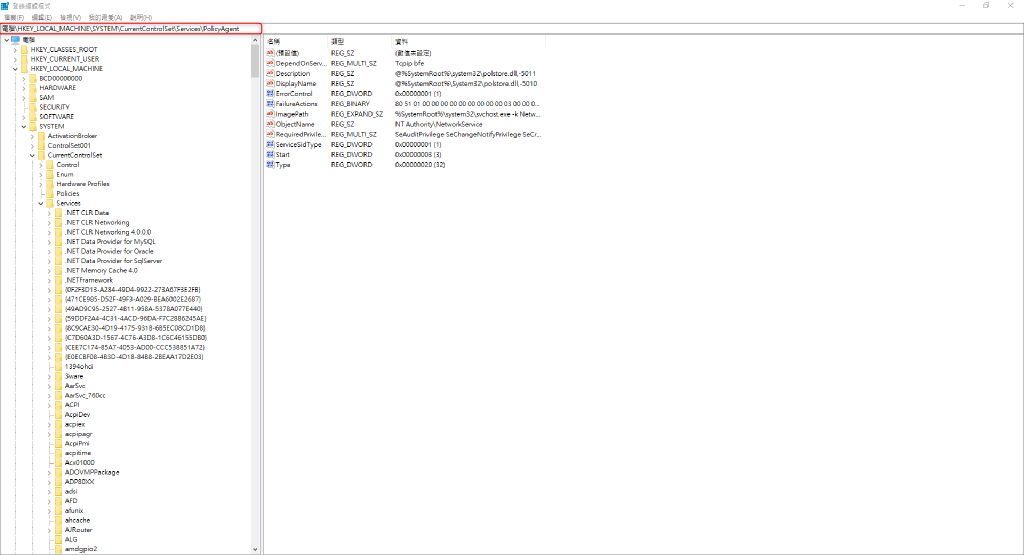 登錄編輯程式
檔案(F) 編輯(E) 檢視(V) 我的最愛(A) 說明(H)
電腦\HKEY_LOCAL_MACHINE\SYSTEM\CurrentControlSet\Services\PolicyAgent
電腦
HKEY_CLASSES_ROOT
HKEY_CURRENT_USER
HKEY_LOCAL_MACHINE
BCD00000000
HARDWARE
SAM
SECURITY
SOFTWARE
SYSTEM
ActivationBroker
ControlSet001
CurrentControlSet
Control
Enum
Hardware Profiles
Policies
Services
.NET CLR Data
.NET CLR Networking
.NET CLR Networking 4.0.0.0
.NET Data Provider for MySQL
.NET Data Provider for Oracle
.NET Data Provider for SqlServer
.NET Memory Cache 4.0
.NETFramework
{0F2F3D13-A284-49D4-9922-273A67F3E2FB}
{471CE985-D52F-49F3-A029-BEA6002E2687}
{49AD9C95-2527-4B11-958A-5378A077E440}
{59DDF2A4-4C31-4ACD-96DA-F7C2886245AE}
{8C9CAE30-4D19-4175-9318-6B5EC08CD1D8}
{C7D60A3D-1567-4C76-A3D8-1C6C46155DB0}
{CEE7C174-85A7-4053-AD00-CCC538851A72}
{E0ECBF08-4B3D-4D18-84B8-2BEAA17D2E03}
1394ohci
3ware
AarSvc
AarSvc_760cc
ACPI
AcpiDev
acpiex
acpipagr
AcpiPmi
acpitime
Acx01000
ADOVMPPackage
ADP80XX
adsi
AFD
afunix
ahcache
AJRouter
ALG
amdgpio2
名稱 類型 資料
(預設值) REG_SZ (數值未設定)
DependOnServ... REG_MULTI_SZ Tcpip bfe
Description REG_SZ @%SystemRoot%\system32\polstore.dll,-5011
DisplayName REG_SZ @%SystemRoot%\System32\polstore.dll,-5010
ErrorControl REG_DWORD 0x00000001 (1)
FailureActions REG_BINARY 80 51 01 00 00 00 00 00 00 00 00 00 03 00 00 0...
ImagePath REG_EXPAND_SZ %SystemRoot%\system32\svchost.exe -k Netw...
ObjectName REG_SZ NT Authority\NetworkService
RequiredPrivile... REG_MULTI_SZ SeAuditPrivilege SeChangeNotifyPrivilege SeCr...
ServiceSidType REG_DWORD 0x00000001 (1)
Start REG_DWORD 0x00000003 (3)
Type REG_DWORD 0x00000020 (32)